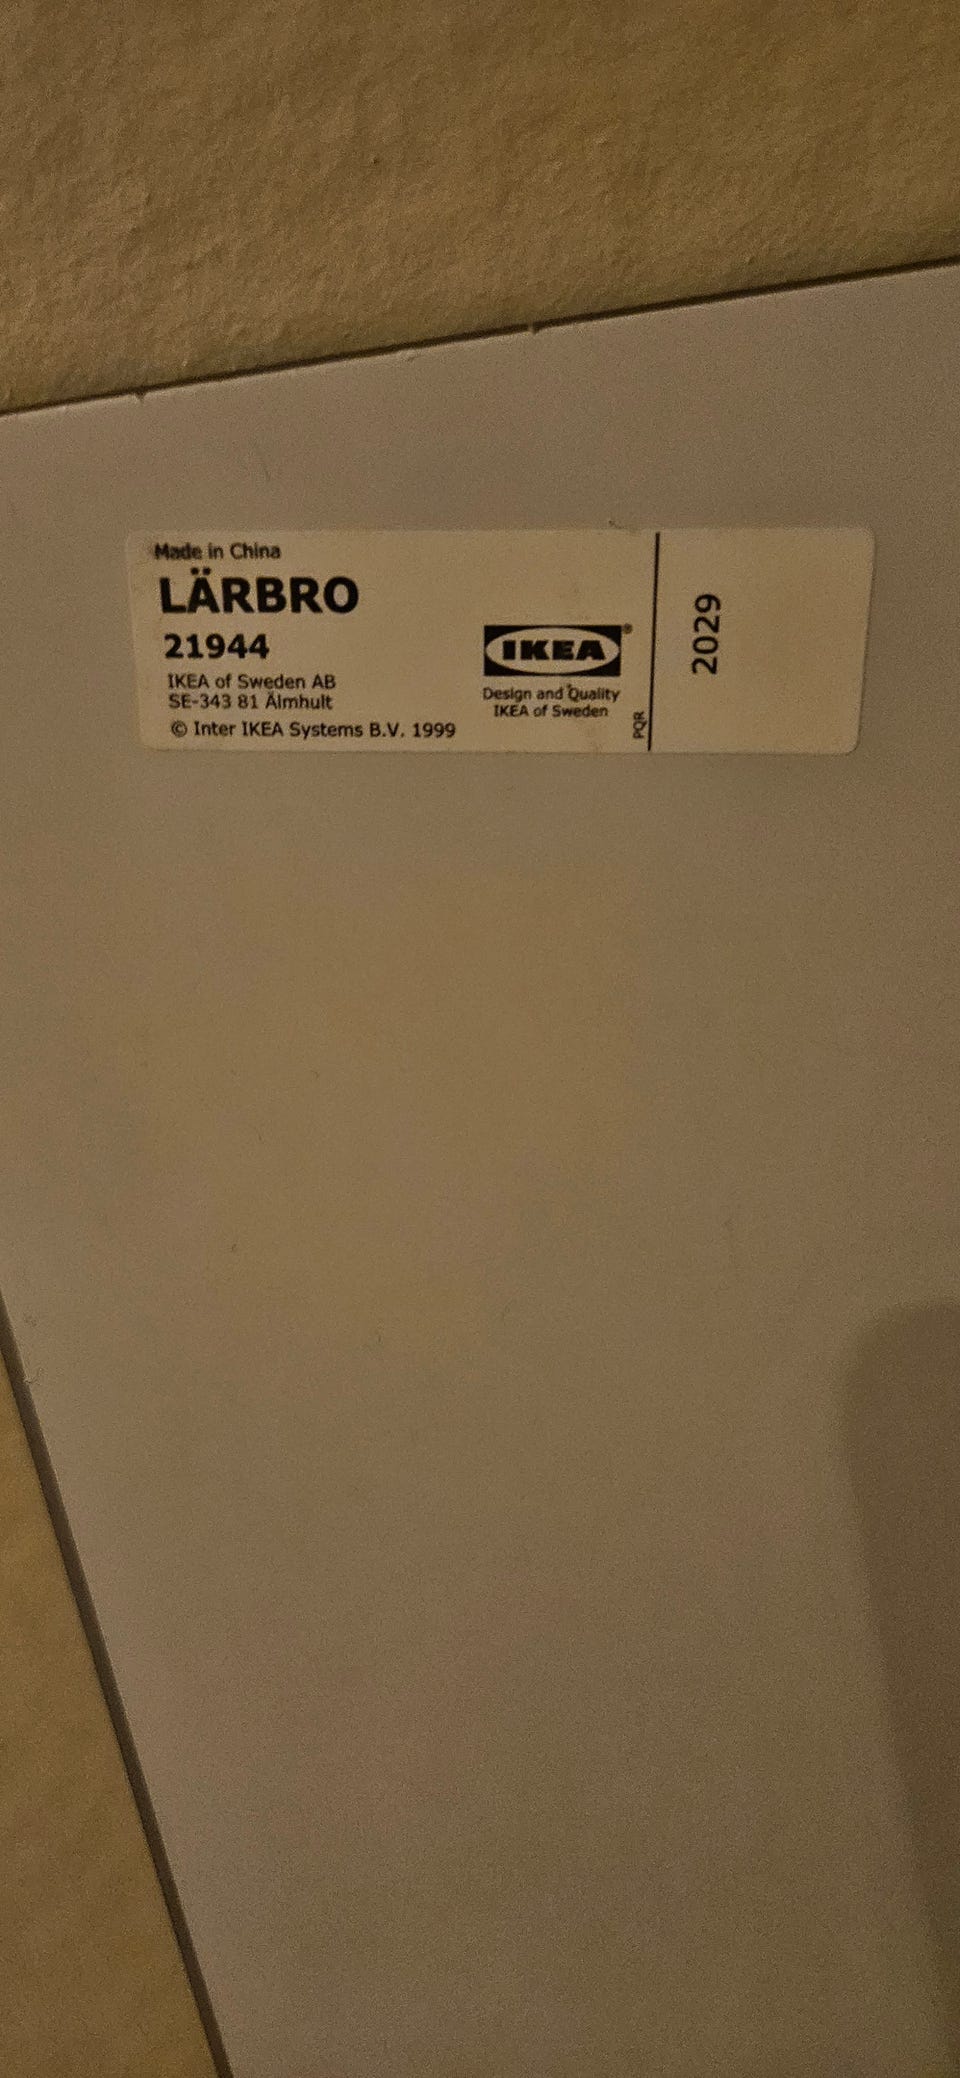 Made in China
LÄRBRO
21944
IKEA of Sweden AB
SE-343 81 Älmhult
© Inter IKEA Systems B.V. 1999
IKEA®
Design and Quality
IKEA of Sweden
PQR
2029